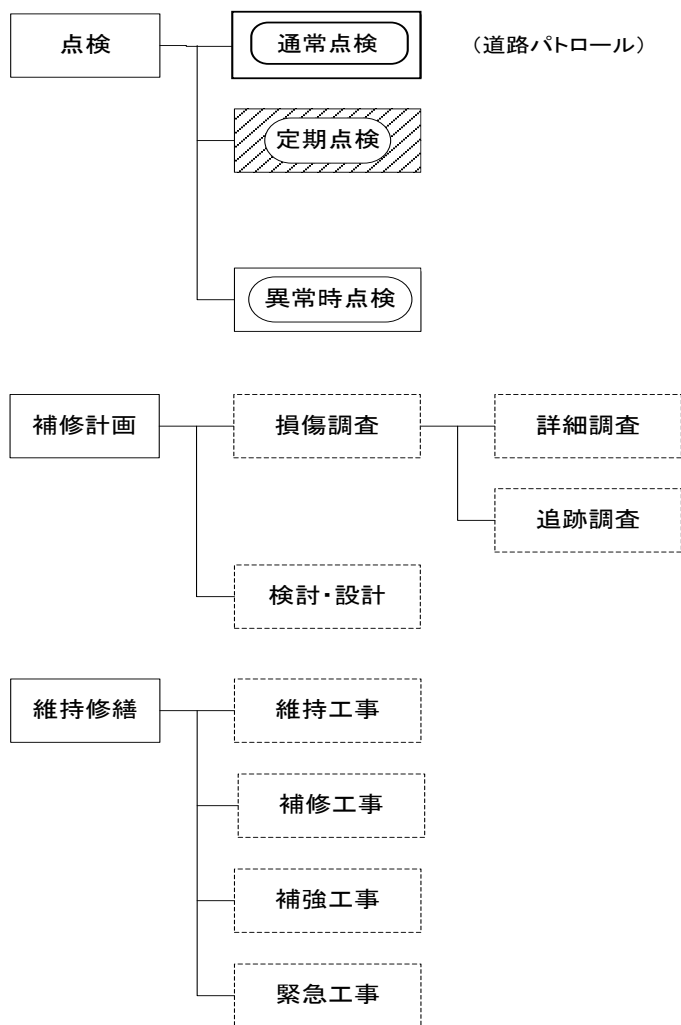 点検
通常点検
（道路パトロール）
定期点検
異常時点検
補修計画
損傷調査
詳細調査
追跡調査
検討・設計
維持修繕
維持工事
補修工事
補強工事
緊急工事